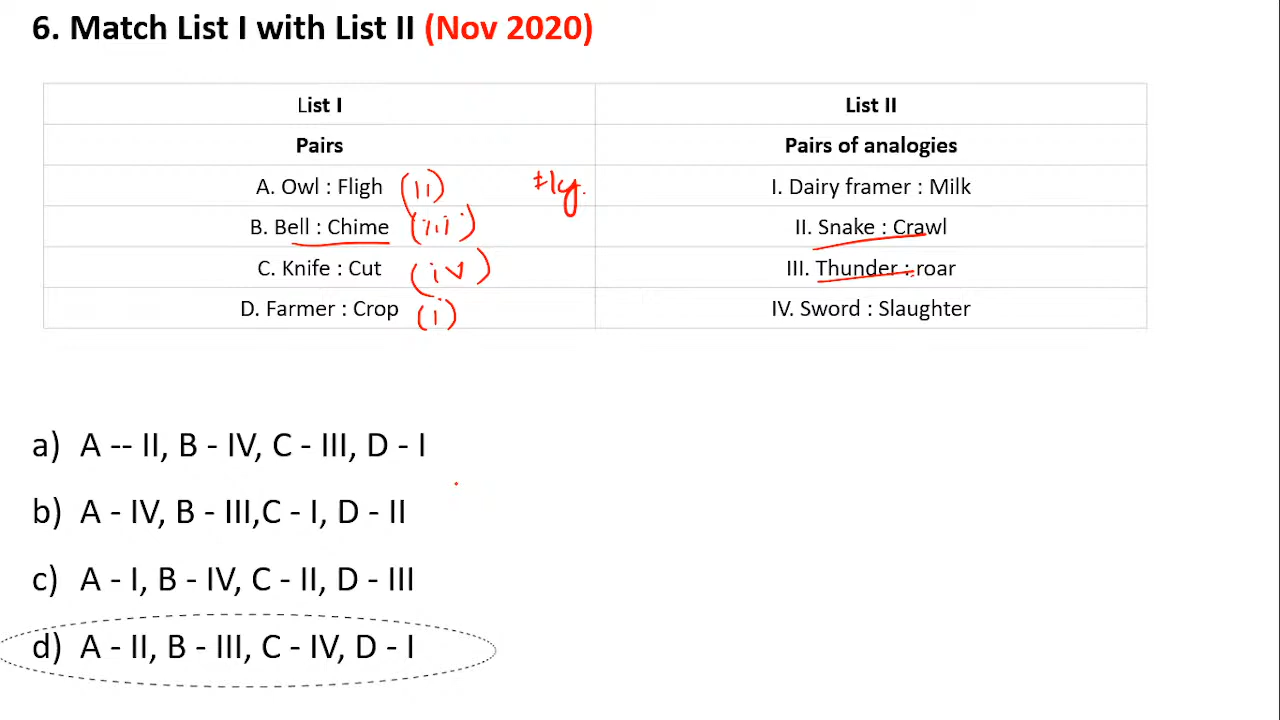 6. Match List I with List II (Nov 2020)
List I List II
Pairs Pairs of analogies
A. Owl : Fligh (ii) fly. I. Dairy framer : Milk
B. Bell : Chime (iii) II. Snake : Crawl
C. Knife : Cut (iv) III. Thunder : roar
D. Farmer : Crop (i) IV. Sword : Slaughter
a) A -- II, B - IV, C - III, D - I
b) A - IV, B - III,C - I, D - II
c) A - I, B - IV, C - II, D - III
d) A - II, B - III, C - IV, D - I